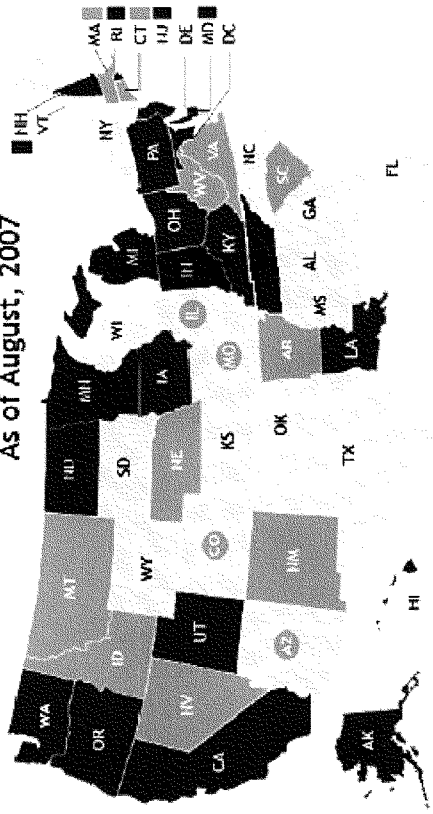 As of August, 2007
NH
VT
MA
RI
CT
NJ
DE
MD
DC
WA
OR
CA
NV
ID
MT
WY
UT
AZ
CO
NM
ND
SD
NE
KS
OK
TX
MN
IA
MO
AR
LA
WI
IL
MI
IN
OH
KY
MS
AL
GA
FL
SC
NC
VA
WV
PA
NY
AK
HI